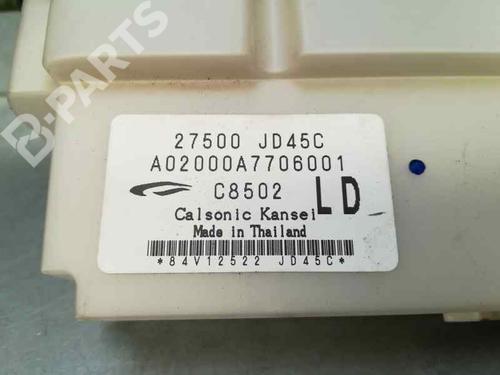 27500 JD45C
A02000A7706001
C8502 LD
Calsonic Kansei
Made in Thailand
*84V12522 JD45C*
B-PARTS